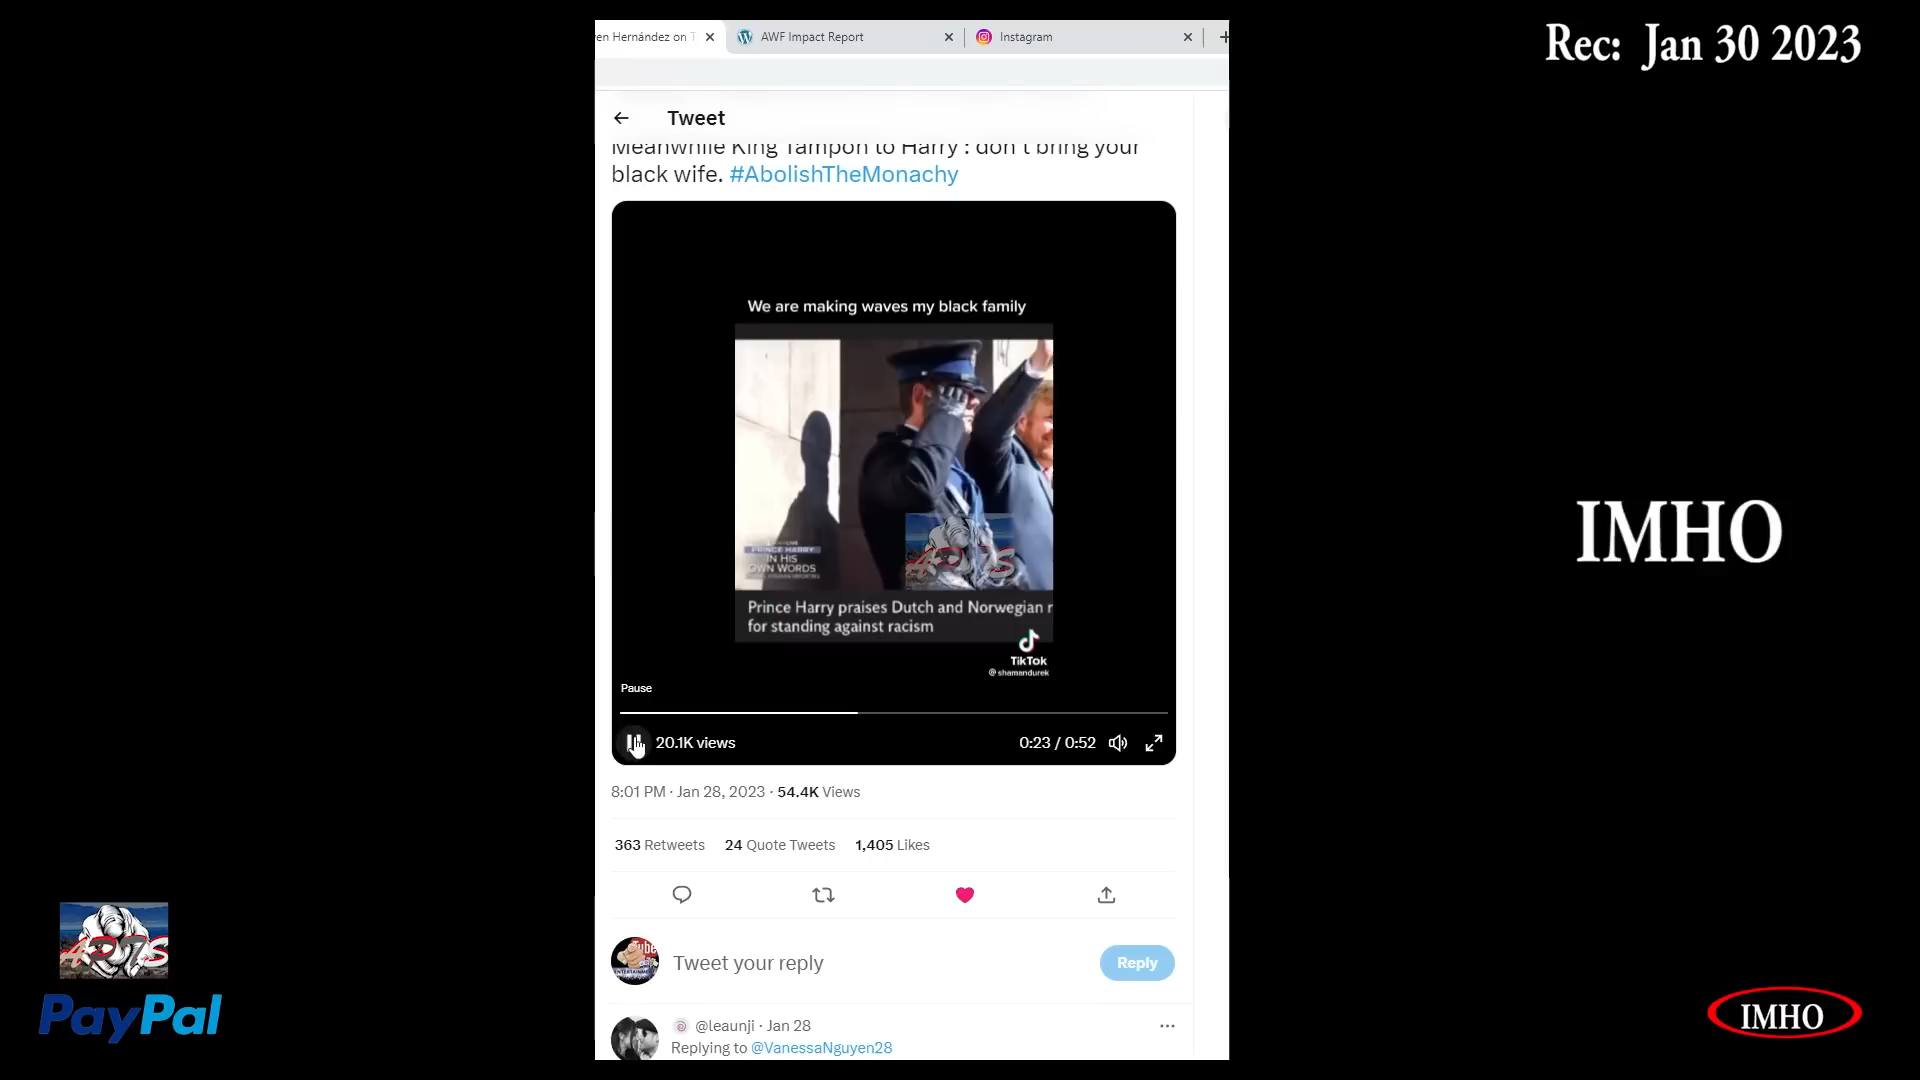 Rec: Jan 30 2023
en Hernández on T
AWF Impact Report
Instagram
Tweet
Meanwhile King Tampon to Harry : don't bring your
black wife. #AbolishTheMonachy
We are making waves my black family
PRINCE HARRY
IN HIS
OWN WORDS
Prince Harry praises Dutch and Norwegian r
for standing against racism
TikTok
@shamandurek
Pause
20.1K views
0:23 / 0:52
8:01 PM · Jan 28, 2023 · 54.4K Views
363 Retweets 24 Quote Tweets 1,405 Likes
Tweet your reply
Reply
@leaunji · Jan 28
Replying to @VanessaNguyen28
IMHO
PayPal
IMHO